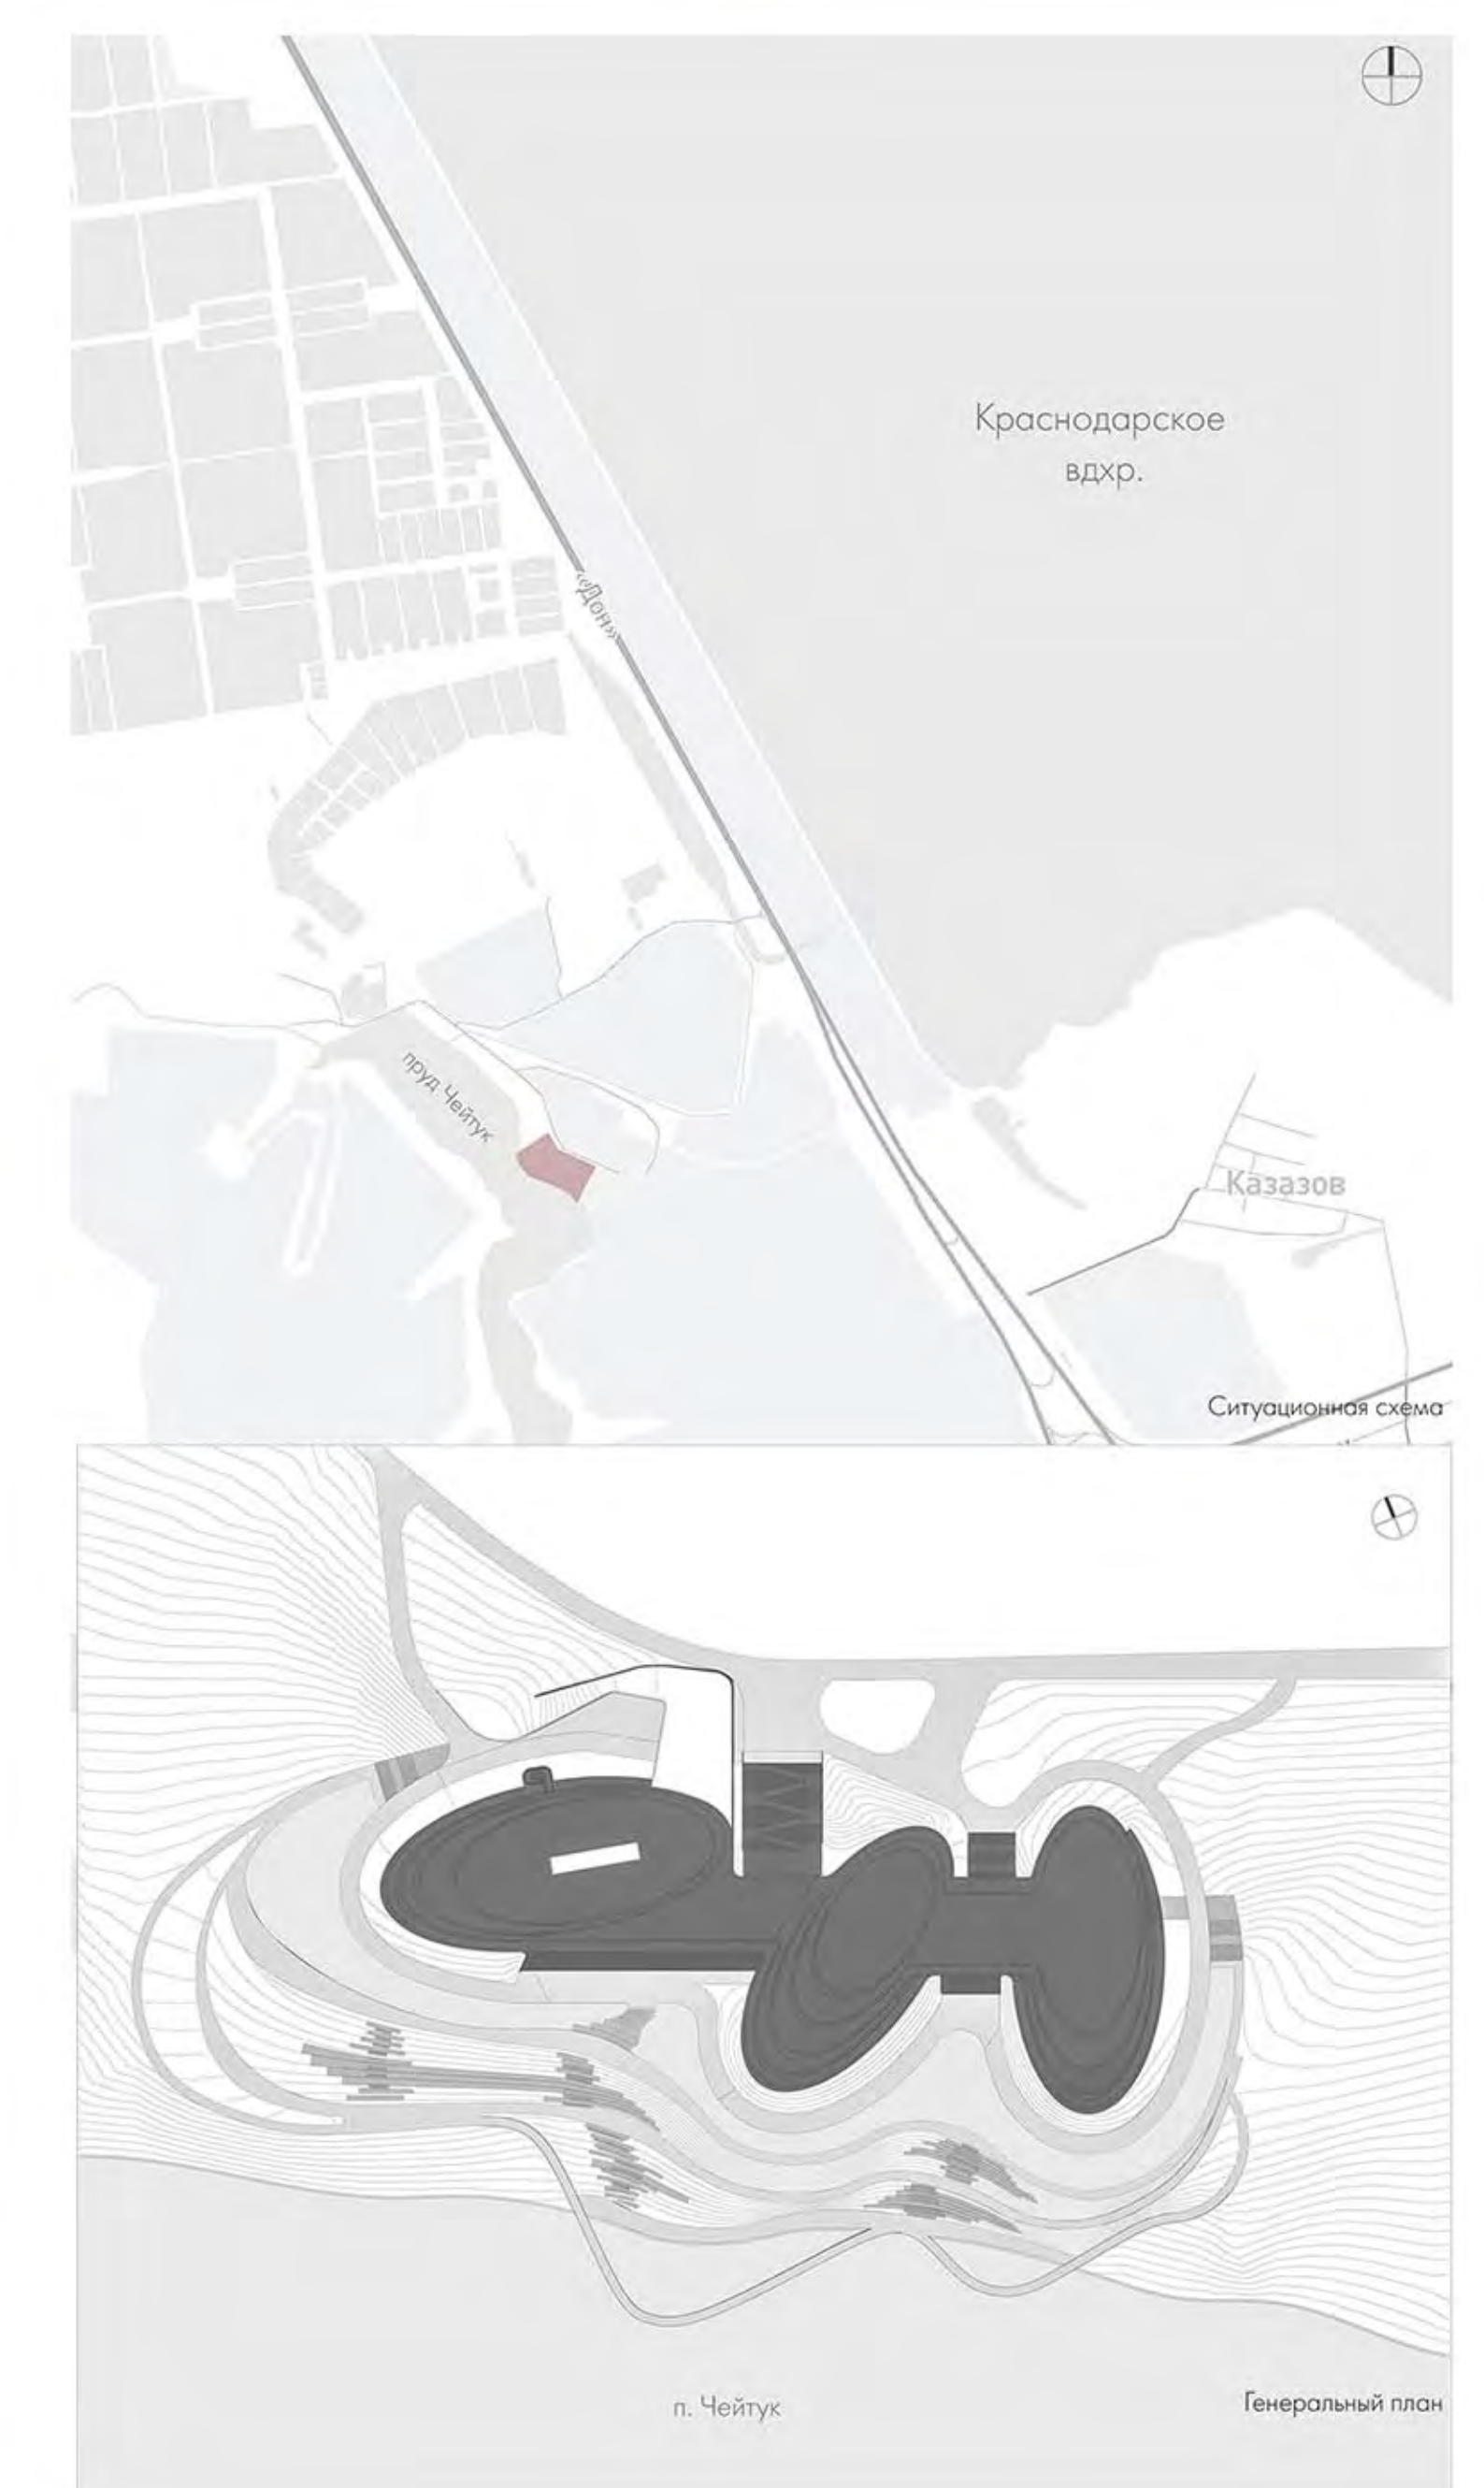 Краснодарское
вдхр.
«Дон»
пруд Чейтук
Казазов
Ситуационная схема
п. Чейтук
Генеральный план